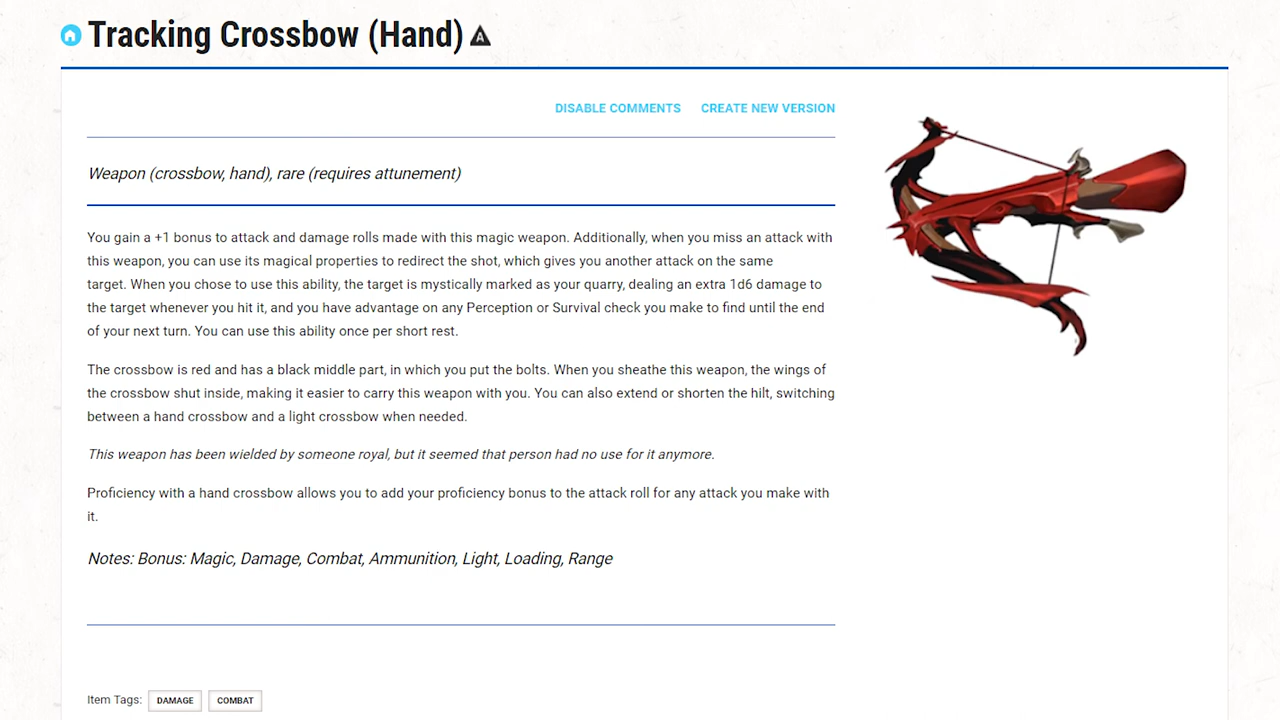 Tracking Crossbow (Hand)
DISABLE COMMENTS CREATE NEW VERSION
Weapon (crossbow, hand), rare (requires attunement)
You gain a +1 bonus to attack and damage rolls made with this magic weapon. Additionally, when you miss an attack with
this weapon, you can use its magical properties to redirect the shot, which gives you another attack on the same
target. When you chose to use this ability, the target is mystically marked as your quarry, dealing an extra 1d6 damage to
the target whenever you hit it, and you have advantage on any Perception or Survival check you make to find until the end
of your next turn. You can use this ability once per short rest.
The crossbow is red and has a black middle part, in which you put the bolts. When you sheathe this weapon, the wings of
the crossbow shut inside, making it easier to carry this weapon with you. You can also extend or shorten the hilt, switching
between a hand crossbow and a light crossbow when needed.
This weapon has been wielded by someone royal, but it seemed that person had no use for it anymore.
Proficiency with a hand crossbow allows you to add your proficiency bonus to the attack roll for any attack you make with
it.
Notes: Bonus: Magic, Damage, Combat, Ammunition, Light, Loading, Range
Item Tags: DAMAGE COMBAT